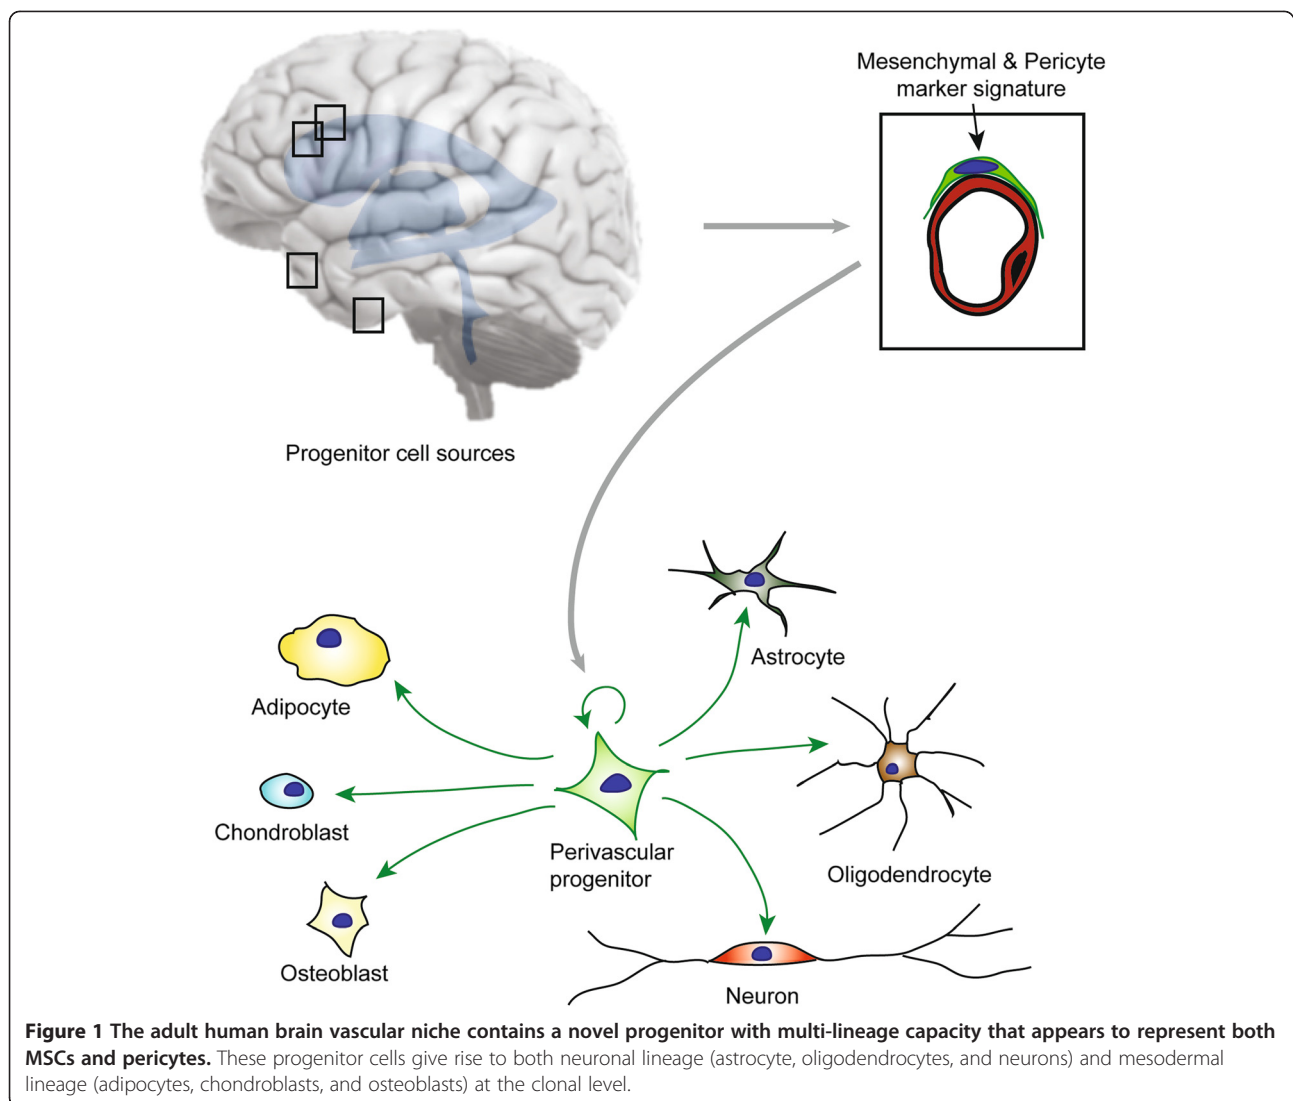 Mesenchymal & Pericyte
marker signature
Progenitor cell sources
Astrocyte
Adipocyte
Chondroblast
Perivascular
progenitor
Oligodendrocyte
Osteoblast
Neuron
Figure 1 The adult human brain vascular niche contains a novel progenitor with multi-lineage capacity that appears to represent both
MSCs and pericytes. These progenitor cells give rise to both neuronal lineage (astrocyte, oligodendrocytes, and neurons) and mesodermal
lineage (adipocytes, chondroblasts, and osteoblasts) at the clonal level.